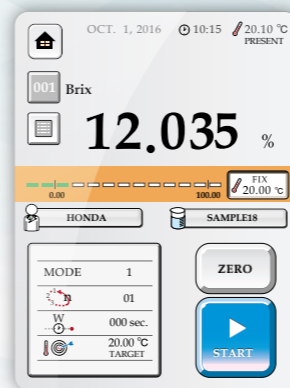 OCT. 1, 2016 10:15 20.10 ℃
PRESENT
001 Brix
12.035 %
0.00 100.00
FIX
20.00 ℃
HONDA SAMPLE18
MODE 1
n 01
W 000 sec.
20.00 ℃
TARGET
ZERO
START